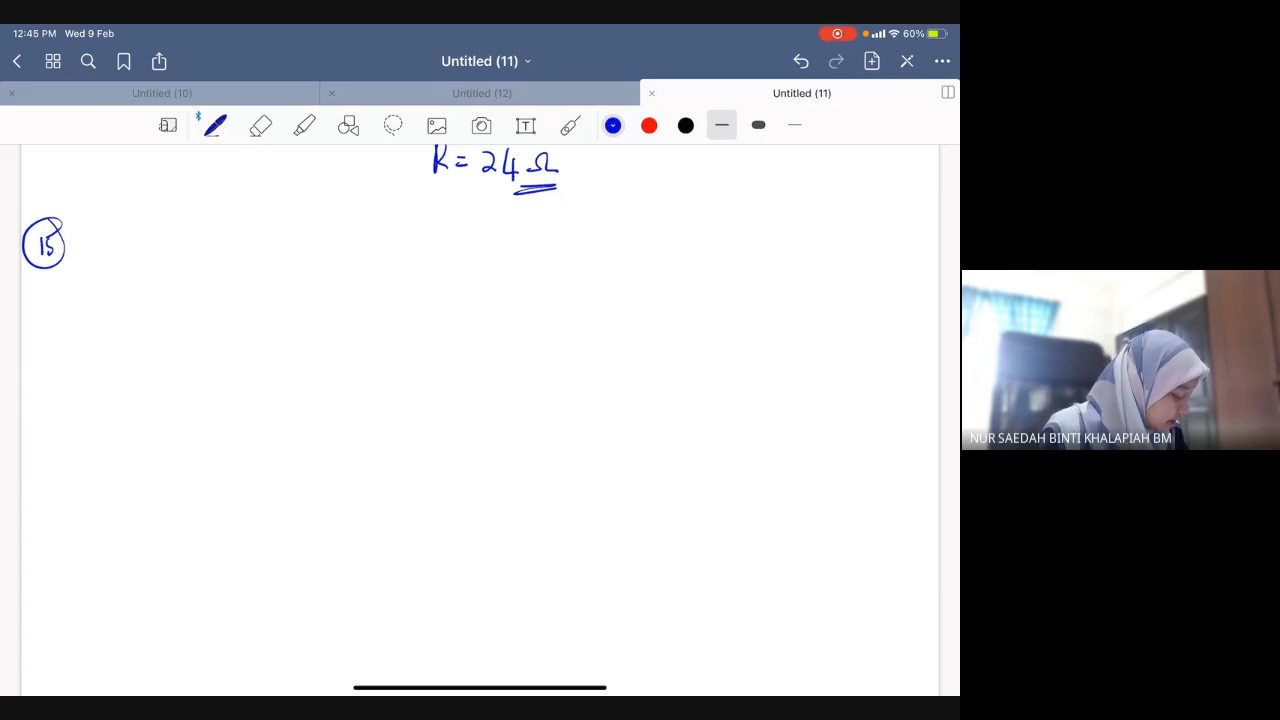 12:45 PM Wed 9 Feb 60%
Untitled (11)
Untitled (10) Untitled (12) Untitled (11)
T
R = 24 Ω
15
NUR SAEDAH BINTI KHALAPIAH BM